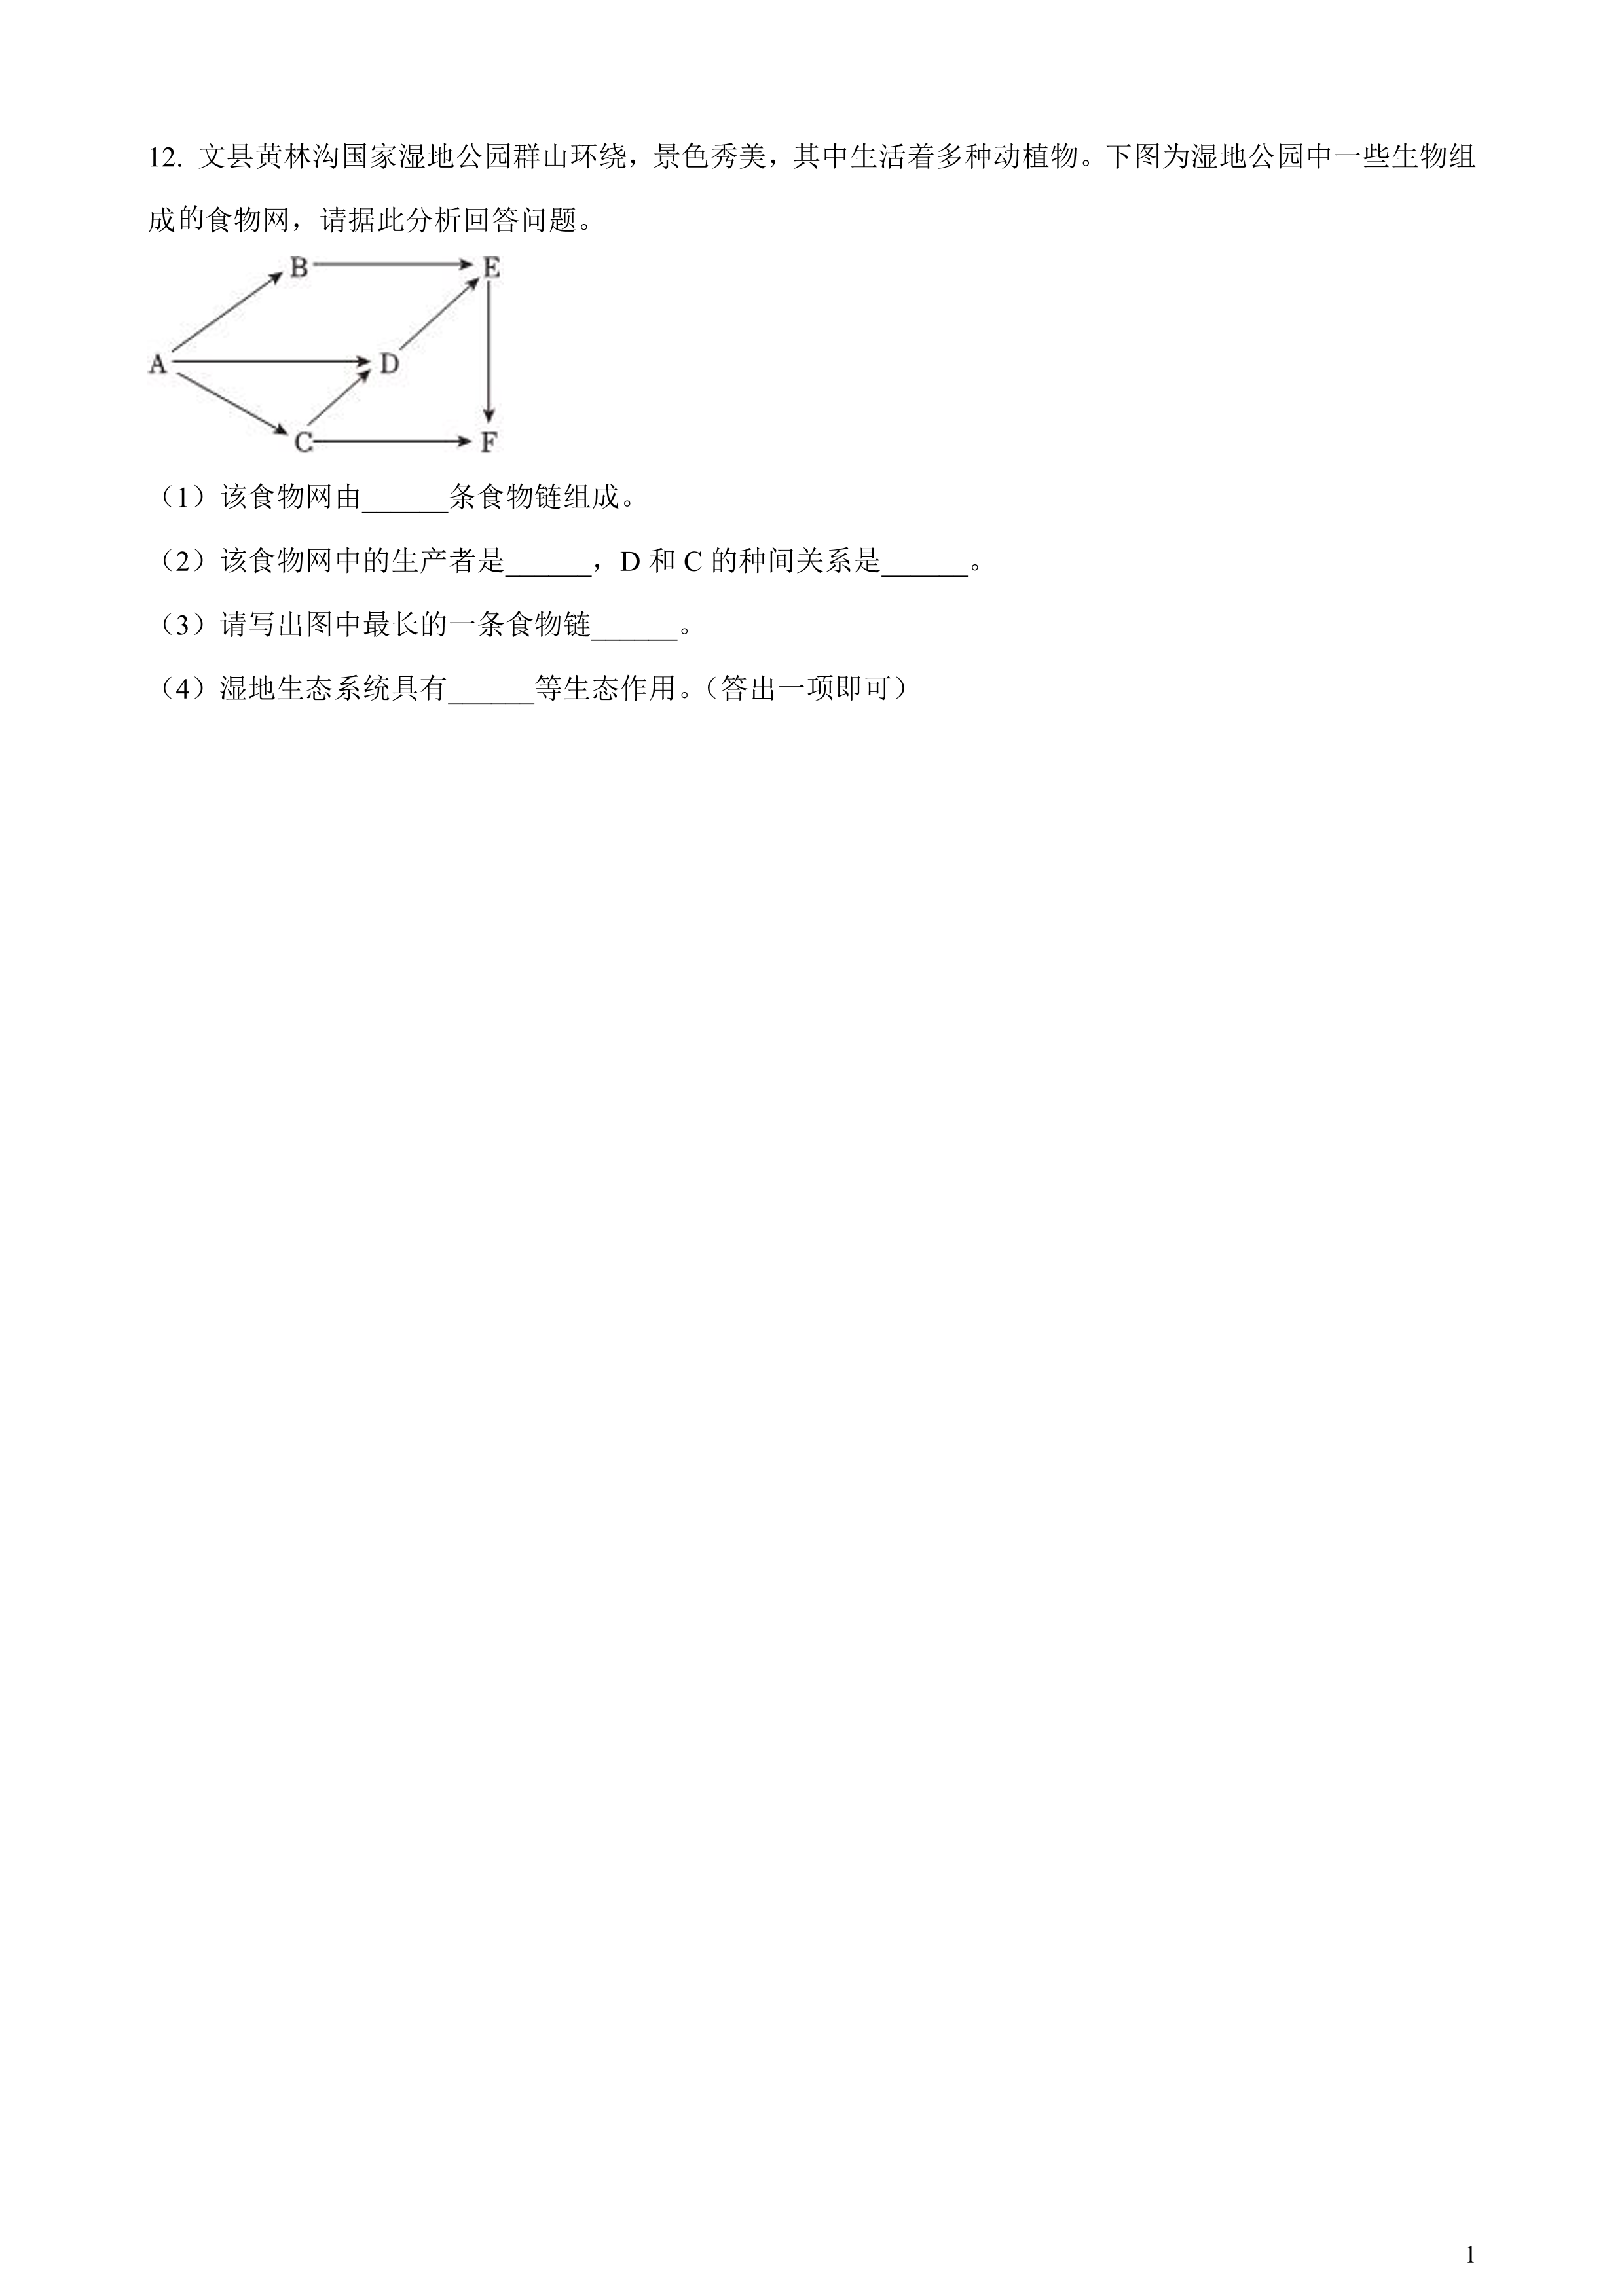 12. 文县黄林沟国家湿地公园群山环绕，景色秀美，其中生活着多种动植物。下图为湿地公园中一些生物组
成的食物网，请据此分析回答问题。
B E
A D
C F
（1）该食物网由______条食物链组成。
（2）该食物网中的生产者是______，D 和 C 的种间关系是______。
（3）请写出图中最长的一条食物链______。
（4）湿地生态系统具有______等生态作用。（答出一项即可）
1